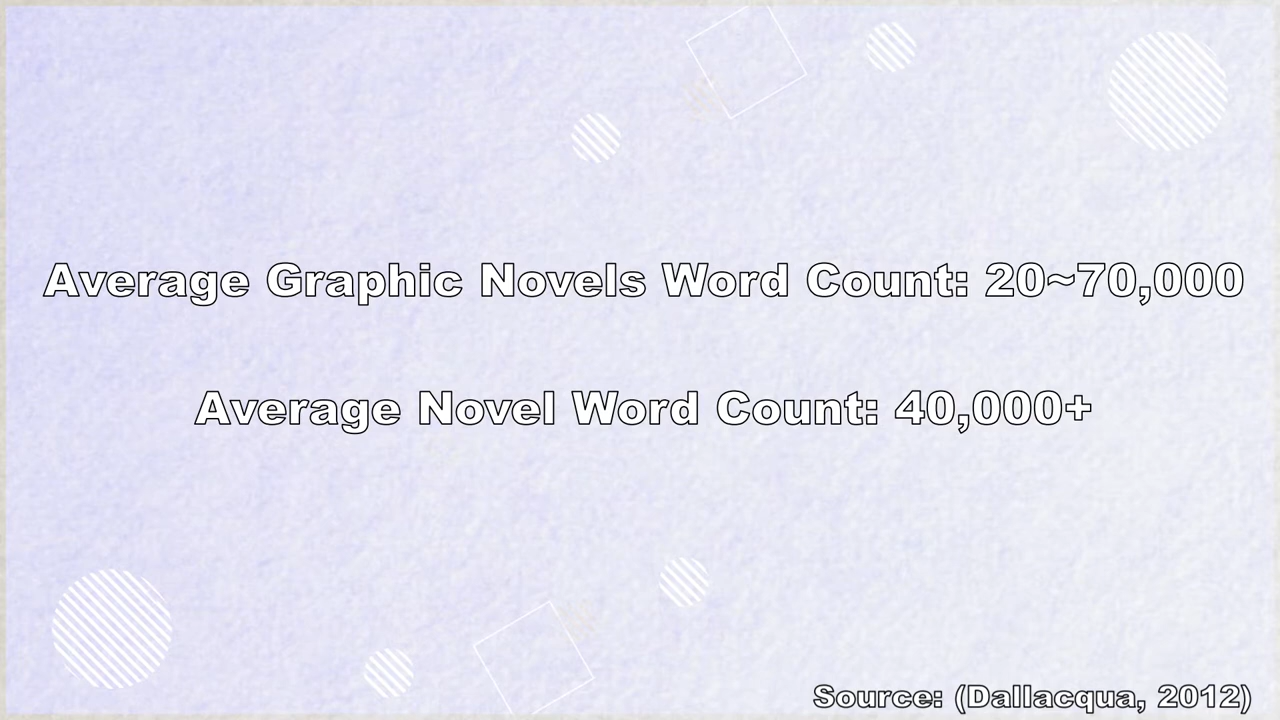 Average Graphic Novels Word Count: 20~70,000
Average Novel Word Count: 40,000+
Source: (Dallacqua, 2012)